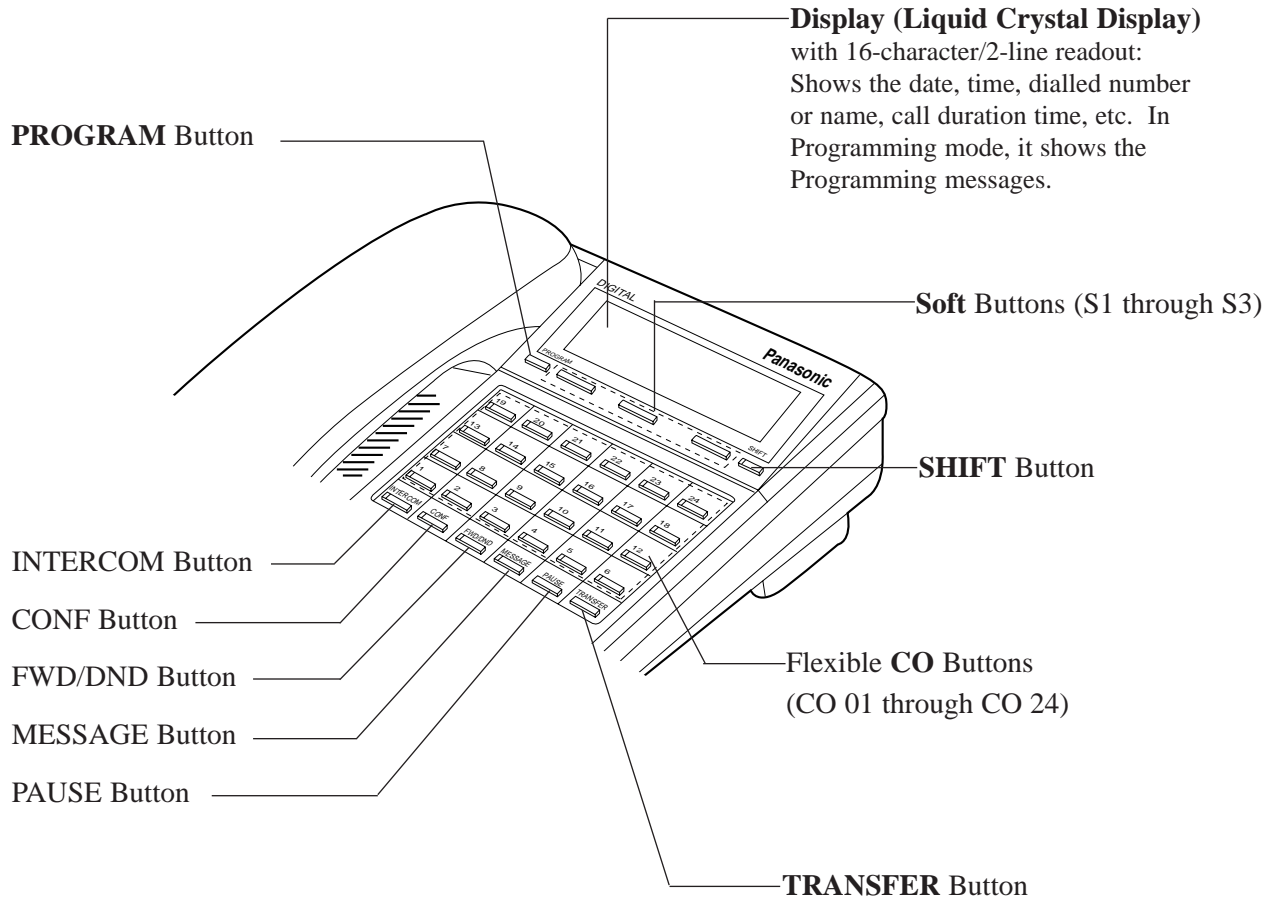 Display (Liquid Crystal Display)
with 16-character/2-line readout:
Shows the date, time, dialled number
or name, call duration time, etc. In
Programming mode, it shows the
Programming messages.
PROGRAM Button
Soft Buttons (S1 through S3)
DIGITAL
Panasonic
PROGRAM
SHIFT
SHIFT Button
19 20 21 22 23 24
13 14 15 16 17 18
7 8 9 10 11 12
1 2 3 4 5 6
INTERCOM CONF FWD/DND MESSAGE PAUSE TRANSFER
INTERCOM Button
CONF Button
FWD/DND Button
MESSAGE Button
PAUSE Button
Flexible CO Buttons
(CO 01 through CO 24)
TRANSFER Button